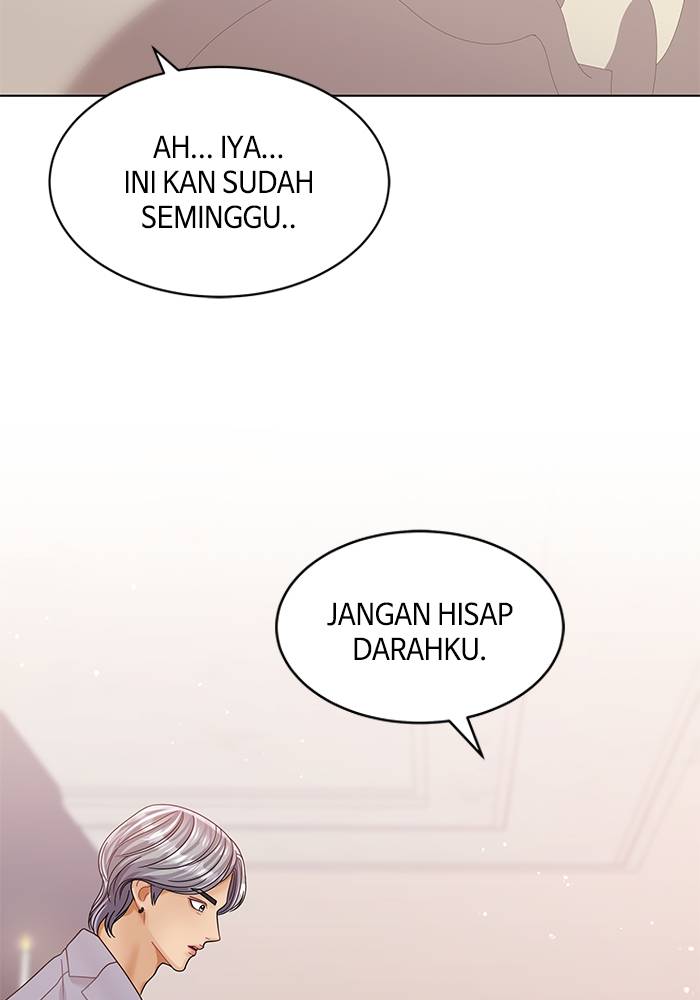 AH... IYA...
INI KAN SUDAH
SEMINGGU..
JANGAN HISAP
DARAHKU.